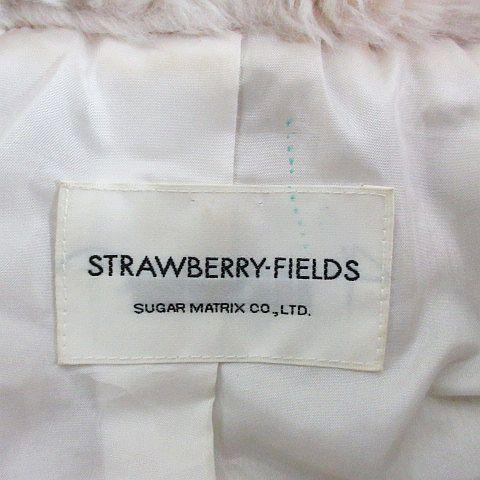 STRAWBERRY-FIELDS
SUGAR MATRIX CO.,LTD.